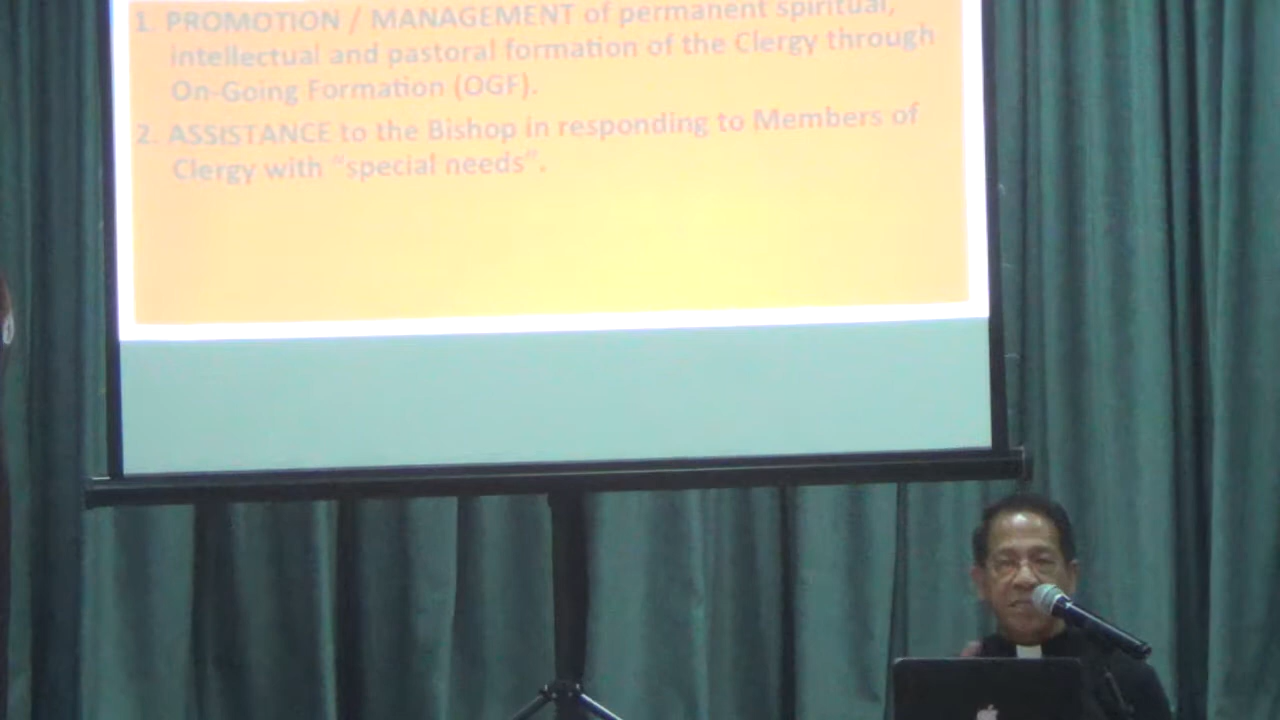 1. PROMOTION / MANAGEMENT of permanent spiritual,
intellectual and pastoral formation of the Clergy through
On-Going Formation (OGF).
2. ASSISTANCE to the Bishop in responding to Members of
Clergy with “special needs”.